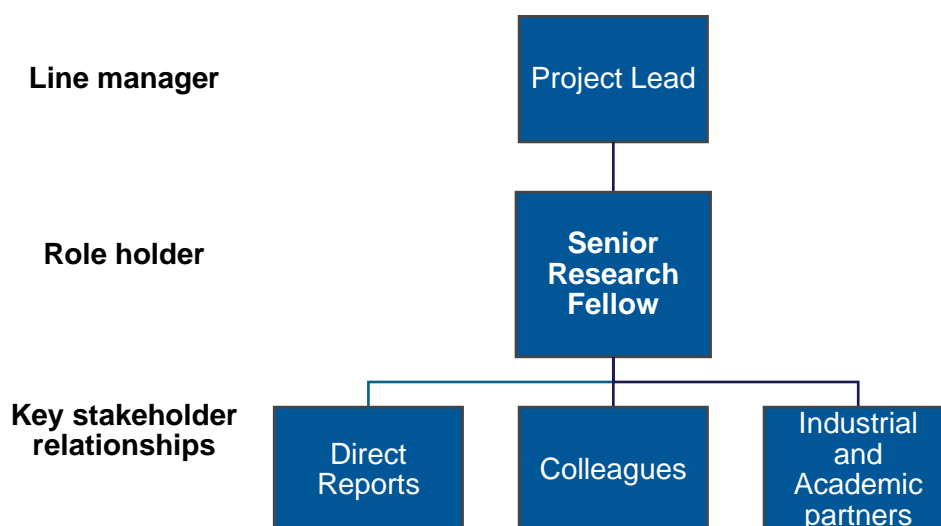 Line manager
Project Lead
Role holder
Senior
Research
Fellow
Key stakeholder
relationships
Direct
Reports
Colleagues
Industrial
and
Academic
partners